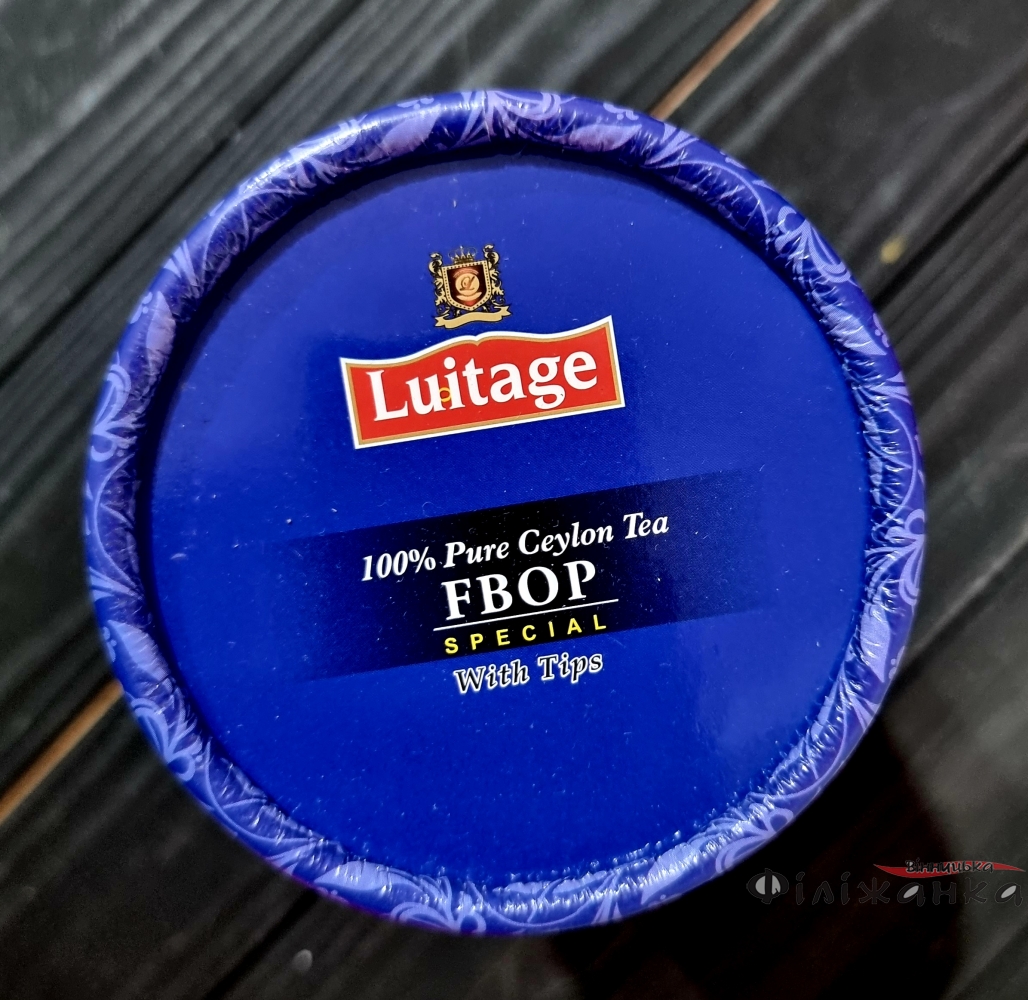 Luitage
100% Pure Ceylon Tea
FBOP
SPECIAL
With Tips
вінницька
Філіжанка